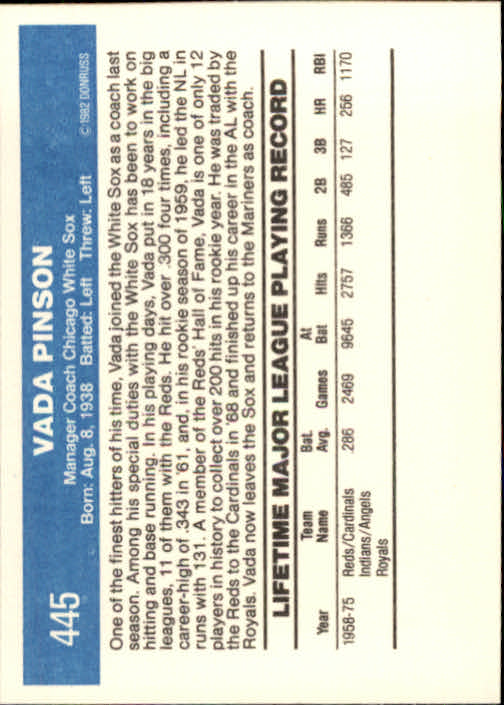 445
VADA PINSON
Manager Coach Chicago White Sox
Born: Aug. 8, 1938 Batted: Left Threw: Left
© 1982 DONRUSS
One of the finest hitters of his time, Vada joined the White Sox as a coach last
season. Among his special duties with the White Sox has been to work on
hitting and base running. In his playing days, Vada put in 18 years in the big
leagues, 11 of them with the Reds. He hit over .300 four times, including a
career-high of .343 in '61, and, in his rookie season of 1959, he led the NL in
runs with 131. A member of the Reds' Hall of Fame, Vada is one of only 12
players in history to collect over 200 hits in his rookie year. He was traded by
the Reds to the Cardinals in '68 and finished up his career in the AL with the
Royals. Vada now leaves the Sox and returns to the Mariners as coach.
LIFETIME MAJOR LEAGUE PLAYING RECORD
Year Team Name Bat. Avg. Games At Bat Hits Runs 2B 3B HR RBI
1958-75 Reds/Cardinals .286 2469 9645 2757 1366 485 127 256 1170
Indians/Angels
Royals